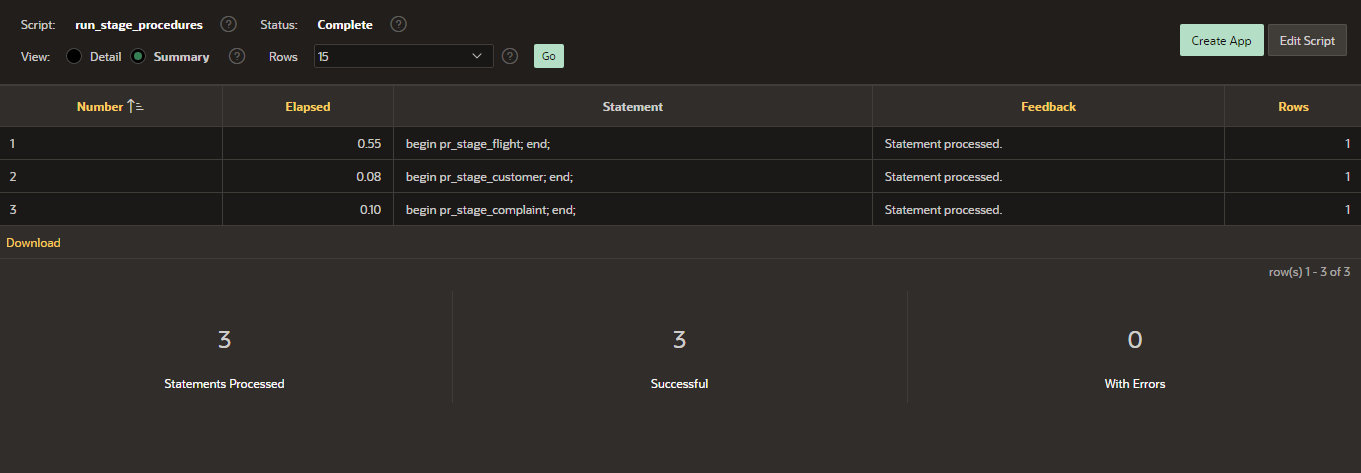 Script: run_stage_procedures ? Status: Complete ?
View: Detail Summary ? Rows 15 ? Go
Create App Edit Script
Number Elapsed Statement Feedback Rows
1 0.55 begin pr_stage_flight; end; Statement processed. 1
2 0.08 begin pr_stage_customer; end; Statement processed. 1
3 0.10 begin pr_stage_complaint; end; Statement processed. 1
Download
row(s) 1 - 3 of 3
3 3 0
Statements Processed Successful With Errors